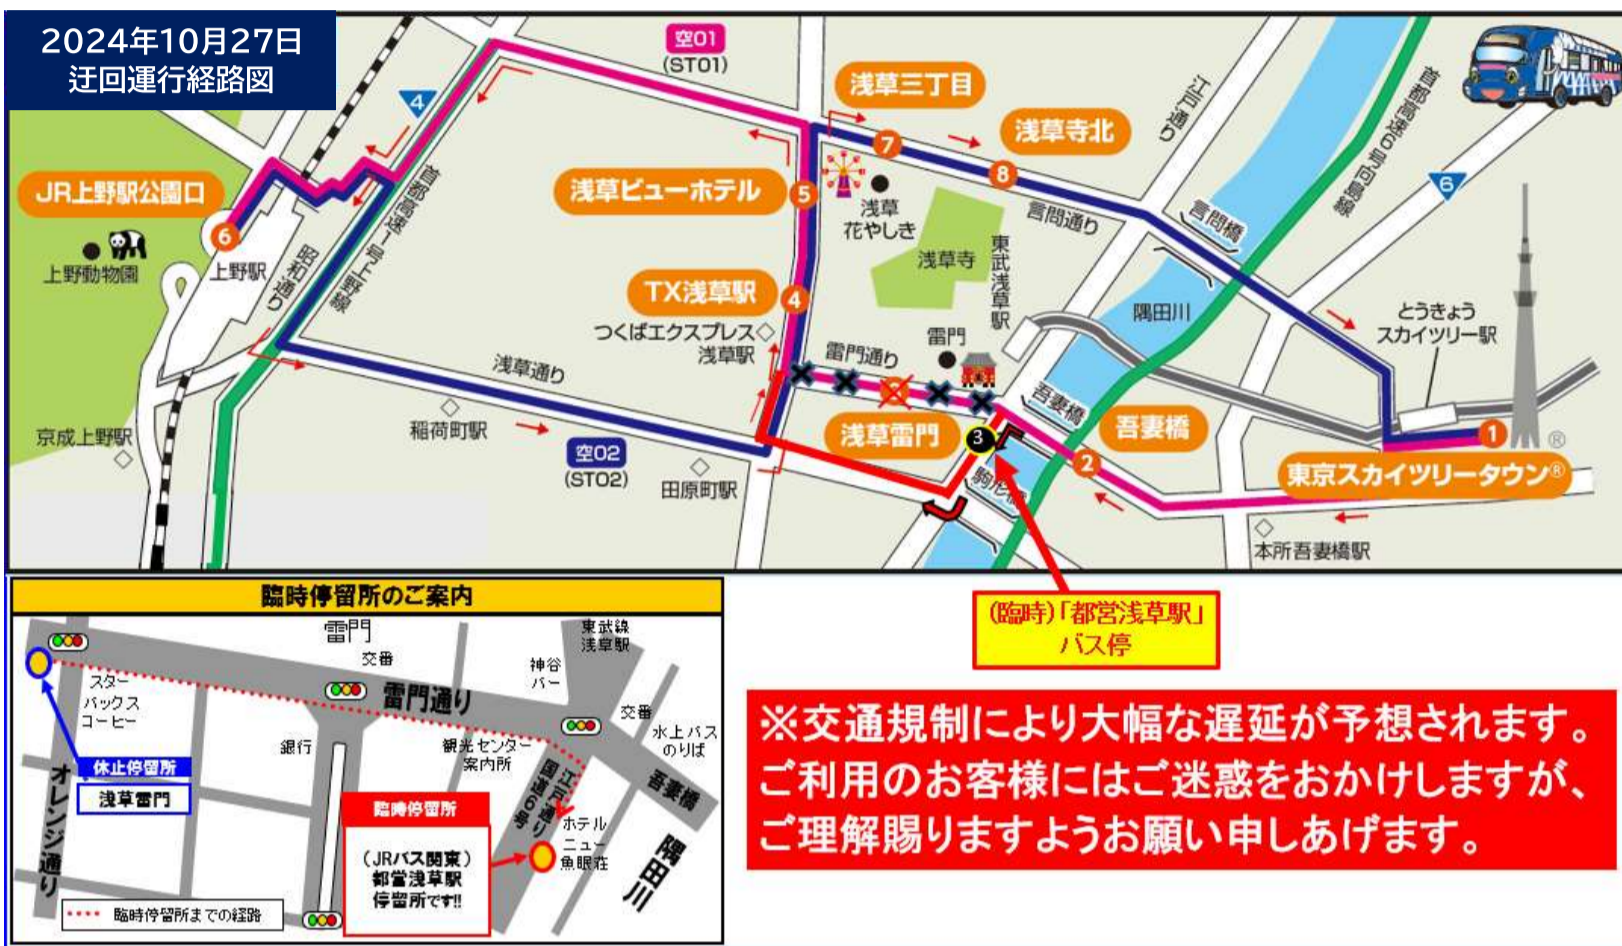 2024年10月27日
迂回運行経路図
空01
(ST01)
浅草三丁目
7
浅草寺北
8
江戸通り
首都高速6号向島線
6
4
JR上野駅公園口
6
上野駅
上野動物園
昭和通り
首都高速1号上野線
浅草ビューホテル
5
浅草
花やしき
浅草寺
東武浅草駅
言問通り
言問橋
隅田川
とうきょう
スカイツリー駅
TX浅草駅
4
つくばエクスプレス
浅草駅
雷門通り
雷門
浅草通り
稲荷町駅
京成上野駅
空02
(ST02)
田原町駅
浅草雷門
3
吾妻橋
駒形橋
吾妻橋
2
1
®
東京スカイツリータウン®
本所吾妻橋駅
(臨時)「都営浅草駅」
バス停
臨時停留所のご案内
雷門
交番
東武線
浅草駅
神谷
バー
スター
バックス
コーヒー
雷門通り
交番
水上バス
のりば
銀行
観光センター
案内所
吾妻橋
休止停留所
浅草雷門
オレンジ通り
江戸通り
国道6号
臨時停留所
(JRバス関東)
都営浅草駅
停留所です!!
ホテル
ニュー
魚眼荘
隅田川
臨時停留所までの経路
※交通規制により大幅な遅延が予想されます。
ご利用のお客様にはご迷惑をおかけしますが、
ご理解賜りますようお願い申しあげます。